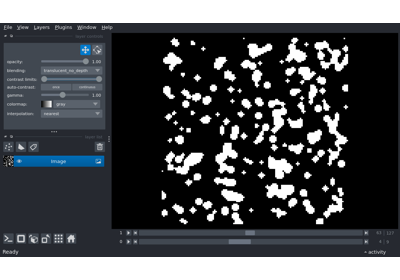 File View Layers Plugins Window Help
opacity: 1.00
blending: translucent_no_depth
contrast limits:
auto-contrast: once continuous
gamma: 1.00
colormap: gray
interpolation: nearest
Image
1
0
Ready
activity